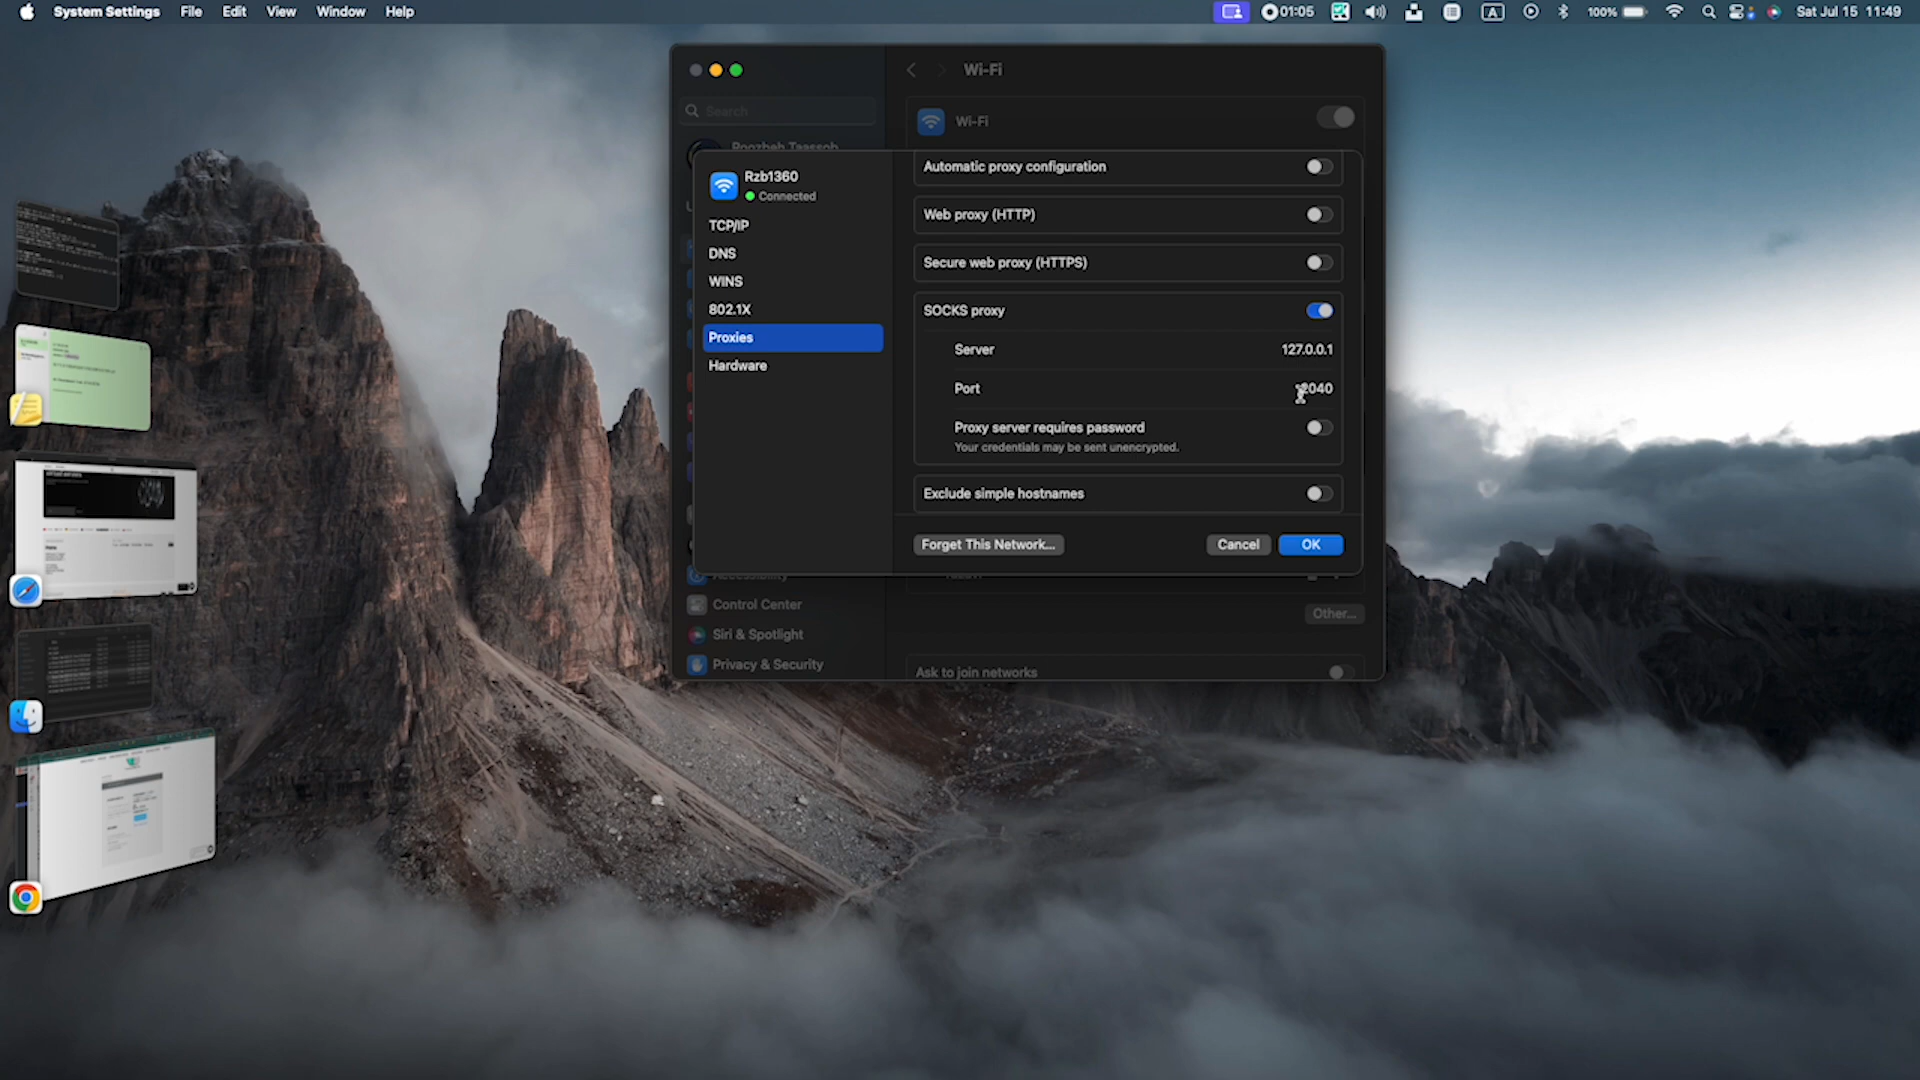 System Settings File Edit View Window Help 01:05 A 100% Sat Jul 15 11:49
Wi-Fi
Search
Wi-Fi
Roozbeh Taassob
Rzb1360
Connected
TCP/IP
DNS
WINS
802.1X
Proxies
Hardware
Automatic proxy configuration
Web proxy (HTTP)
Secure web proxy (HTTPS)
SOCKS proxy
Server 127.0.0.1
Port
Proxy server requires password
Your credentials may be sent unencrypted.
Exclude simple hostnames
Forget This Network... Cancel OK
Accessibility
Control Center
Siri & Spotlight
Privacy & Security
Other...
Ask to join networks